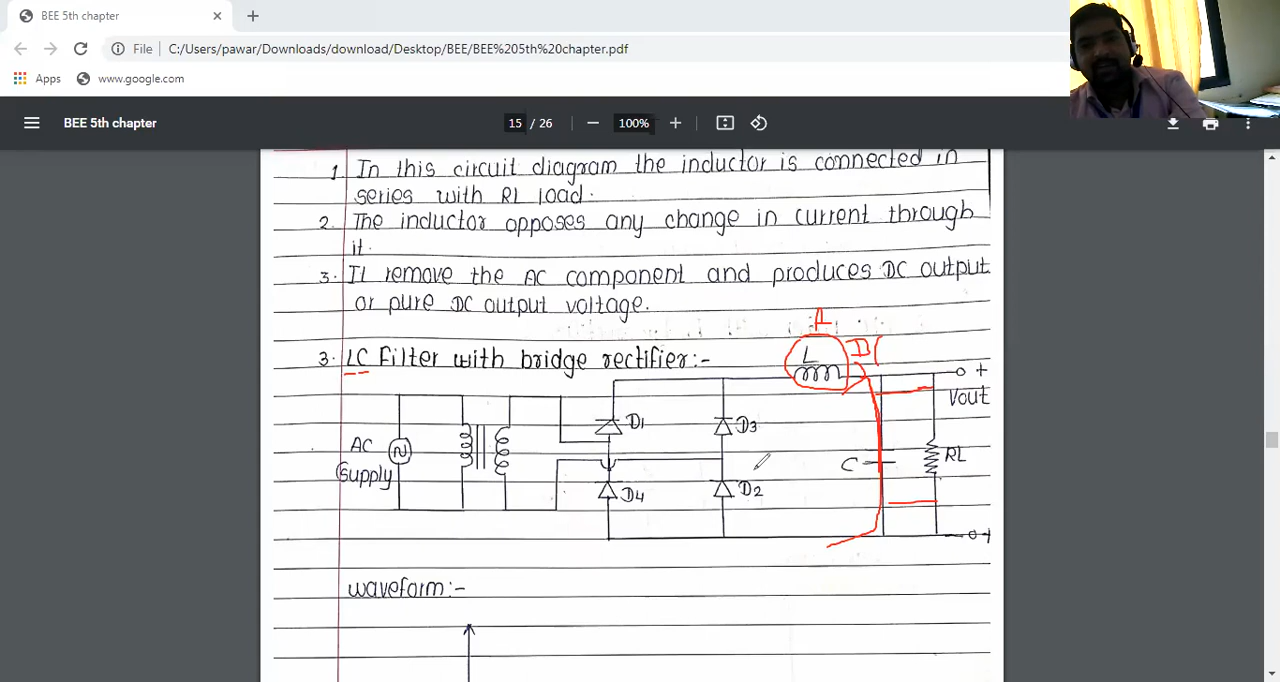 BEE 5th chapter
File
C:/Users/pawar/Downloads/download/Desktop/BEE/BEE%205th%20chapter.pdf
Apps
www.google.com
BEE 5th chapter
15 / 26
100%
1 In this circuit diagram the inductor is connected in
series with RL load.
2. The inductor opposes any change in current through
it.
3. It remove the AC component and produces DC output
or pure DC output voltage.
3. LC Filter with bridge rectifier:-
L
+
Vout
D1
D3
AC
Supply
C
RL
D4
D2
waveform:-